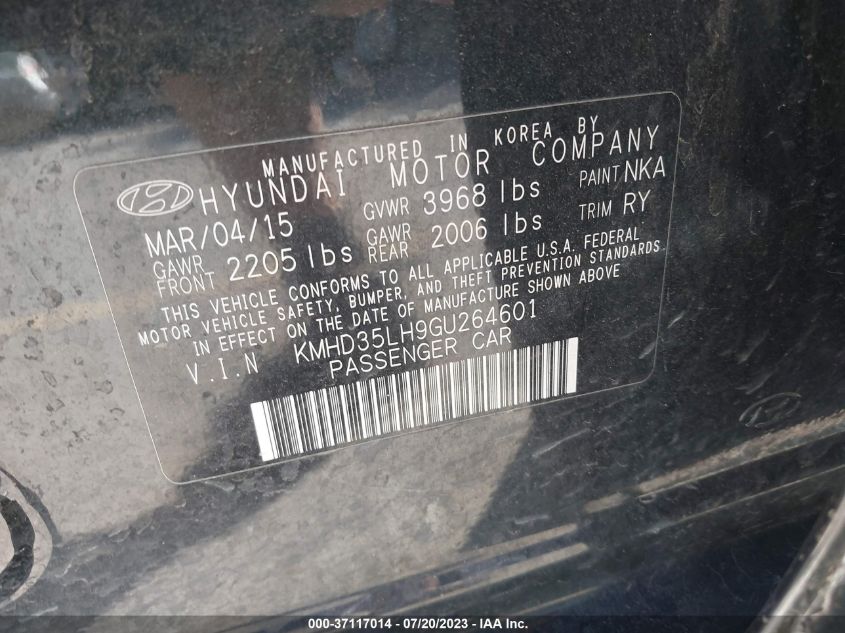 MANUFACTURED IN KOREA BY
HYUNDAI MOTOR COMPANY
MAR/04/15 GVWR 3968 lbs PAINT NKA
GAWR FRONT 2205 lbs GAWR REAR 2006 lbs TRIM RY
THIS VEHICLE CONFORMS TO ALL APPLICABLE U.S.A. FEDERAL
MOTOR VEHICLE SAFETY, BUMPER, AND THEFT PREVENTION STANDARDS
IN EFFECT ON THE DATE OF MANUFACTURE SHOWN ABOVE
V.I.N KMHD35LH9GU264601
PASSENGER CAR
000-37117014 / 07/20/2023 - IAA Inc.